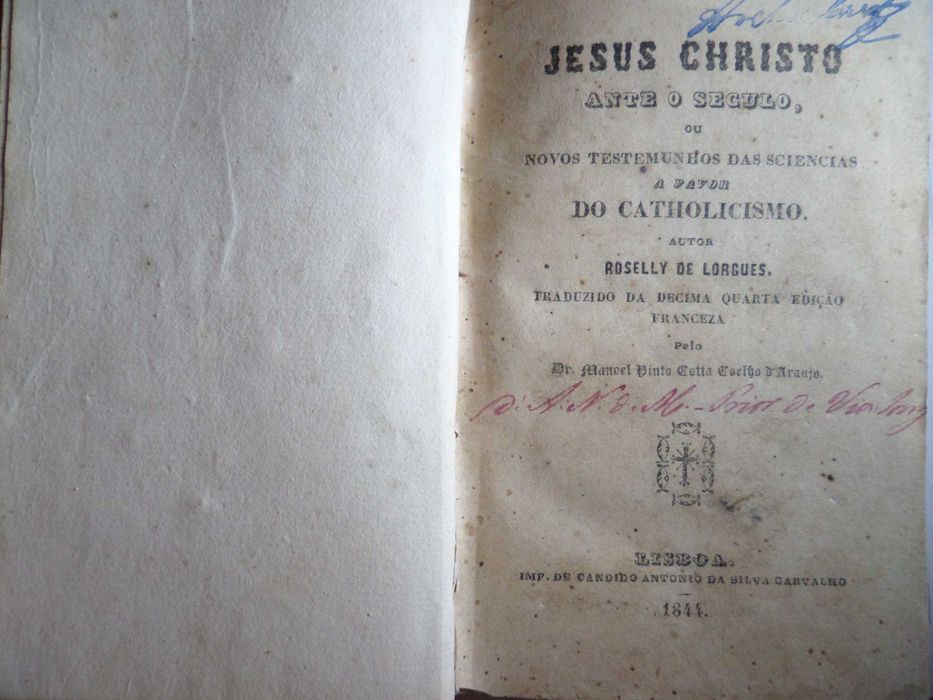 JESUS CHRISTO
ANTE O SECULO,
OU
NOVOS TESTEMUNHOS DAS SCIENCIAS
A FAVOR
DO CATHOLICISMO.
AUTOR
ROSELLY DE LORGUES.
TRADUZIDO DA DECIMA QUARTA EDIÇÃO
FRANCEZA
Pelo
Dr. Manoel Pinto Cotta Coelho d'Araujo.
d'. A. N. d. M. - Prior de
LISBOA.
IMP. DE CANDIDO ANTONIO DA SILVA CARVALHO
1844.